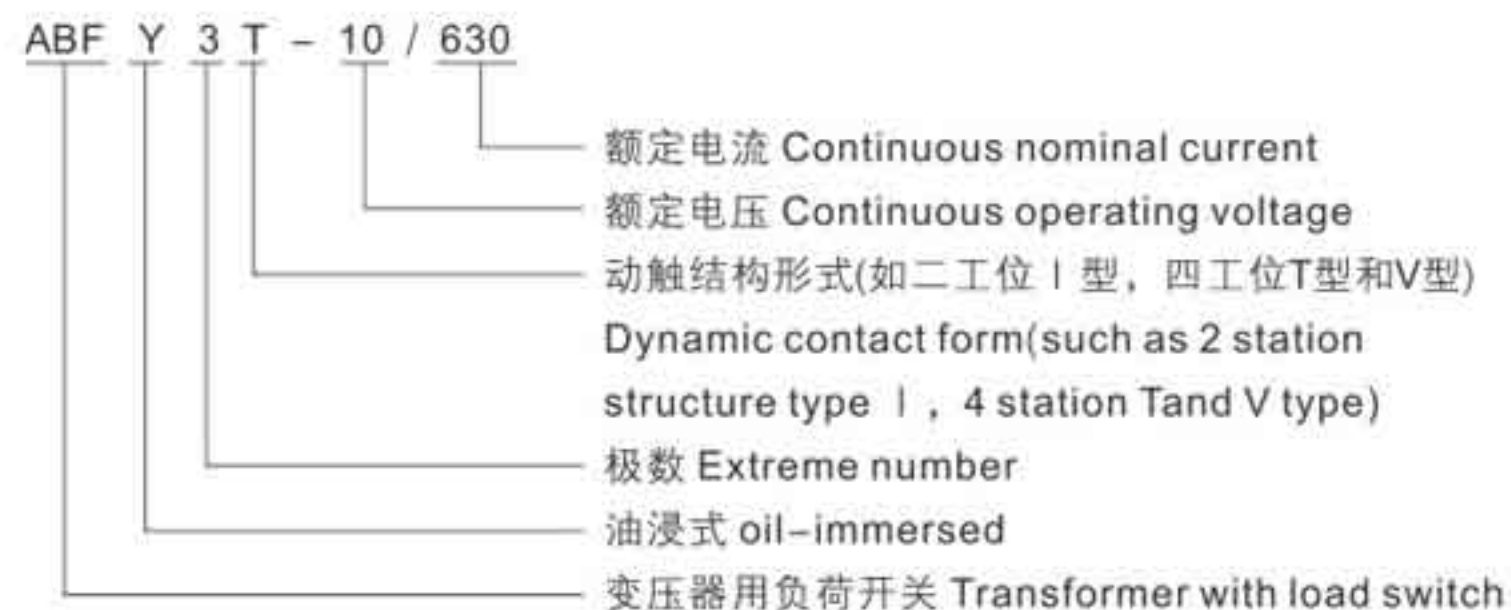 ABF Y 3 T - 10 / 630
额定电流 Continuous nominal current
额定电压 Continuous operating voltage
动触结构形式(如二工位 I 型，四工位T型和V型)
Dynamic contact form(such as 2 station
structure type I , 4 station Tand V type)
极数 Extreme number
油浸式 oil-immersed
变压器用负荷开关 Transformer with load switch